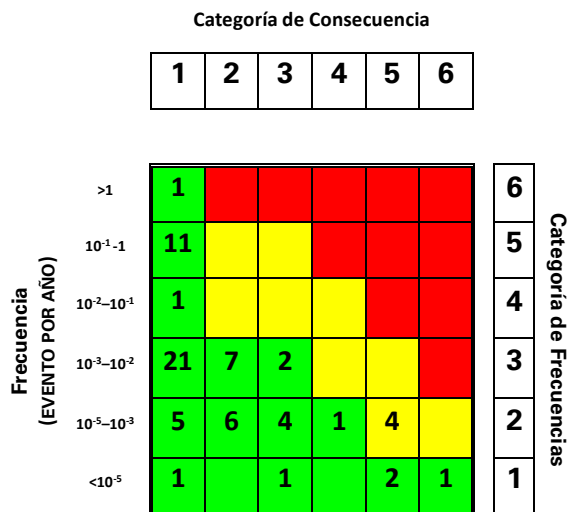 Categoría de Consecuencia
1 2 3 4 5 6
>1 1 6
10⁻¹-1 11 5
10⁻²–10⁻¹ 1 4
10⁻³–10⁻² 21 7 2 3
10⁻⁵–10⁻³ 5 6 4 1 4 2
<10⁻⁵ 1 1 2 1 1
Frecuencia
(EVENTO POR AÑO)
Categoría de Frecuencias